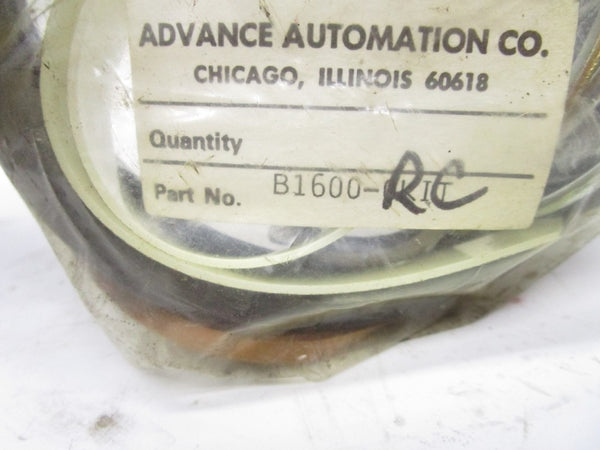 ADVANCE AUTOMATION CO.
CHICAGO, ILLINOIS 60618
Quantity
Part No. B1600-RC